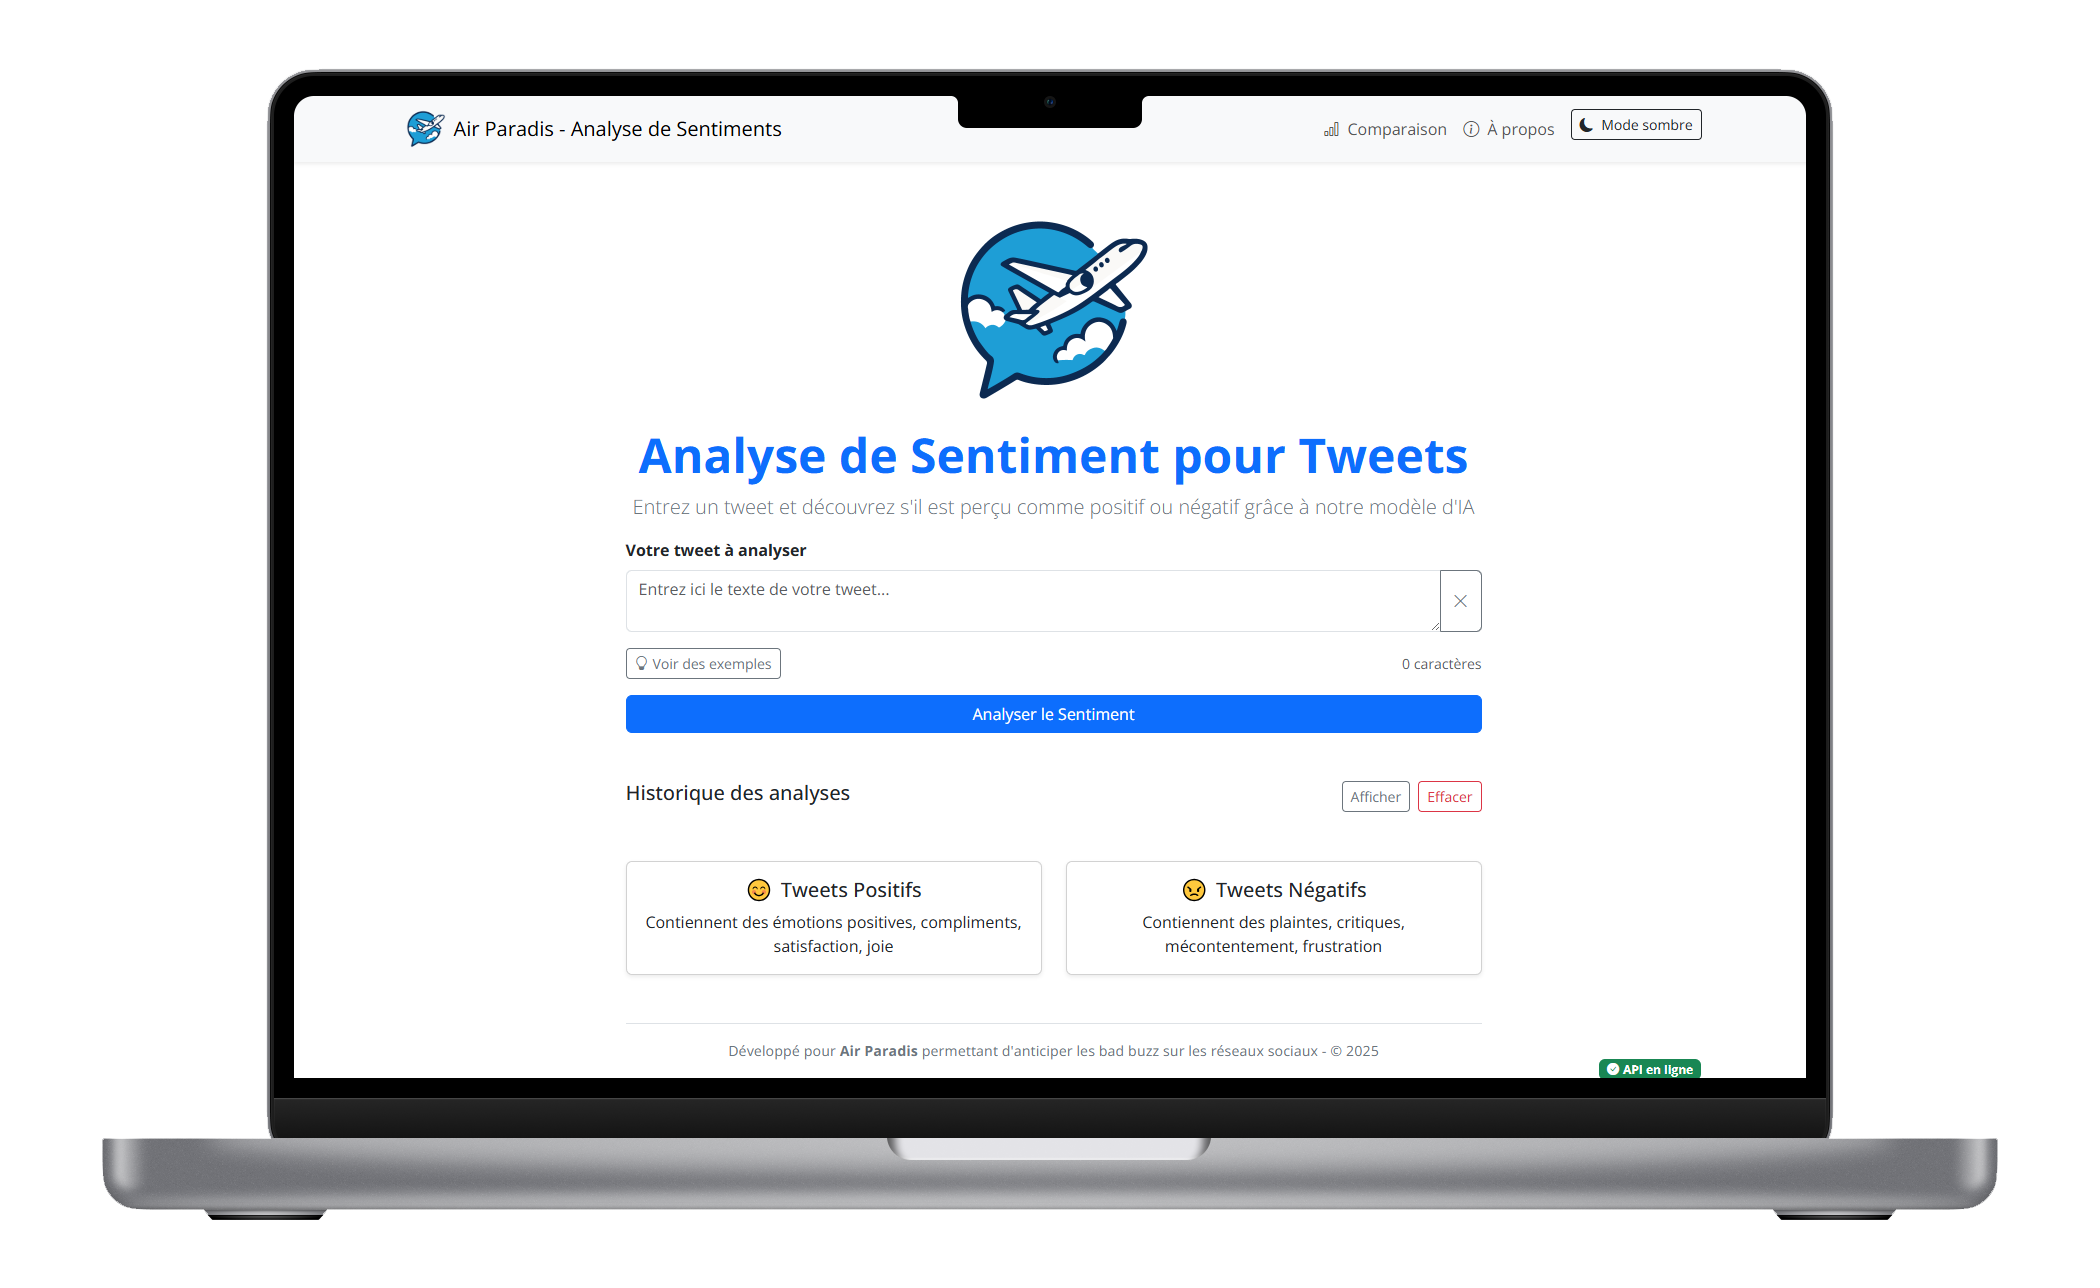 Air Paradis - Analyse de Sentiments
Comparaison
À propos
Mode sombre
Analyse de Sentiment pour Tweets
Entrez un tweet et découvrez s'il est perçu comme positif ou négatif grâce à notre modèle d'IA
Votre tweet à analyser
Entrez ici le texte de votre tweet...
Voir des exemples
0 caractères
Analyser le Sentiment
Historique des analyses
Afficher
Effacer
Tweets Positifs
Contiennent des émotions positives, compliments,
satisfaction, joie
Tweets Négatifs
Contiennent des plaintes, critiques,
mécontentement, frustration
Développé pour Air Paradis permettant d'anticiper les bad buzz sur les réseaux sociaux - © 2025
API en ligne